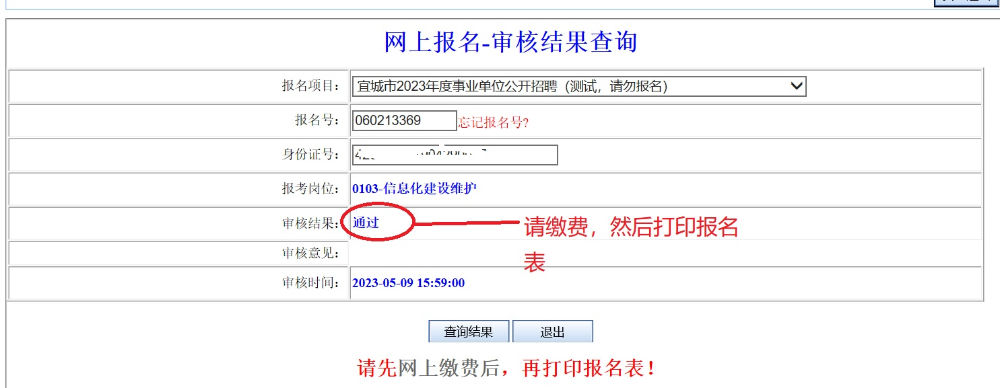 网上报名-审核结果查询
报名项目： 宜城市2023年度事业单位公开招聘（测试，请勿报名）
报名号： 060213369 忘记报名号?
身份证号：
报考岗位： 0103-信息化建设维护
审核结果： 通过 请缴费，然后打印报名
表
审核意见：
审核时间： 2023-05-09 15:59:00
查询结果 退出
请先网上缴费后，再打印报名表！